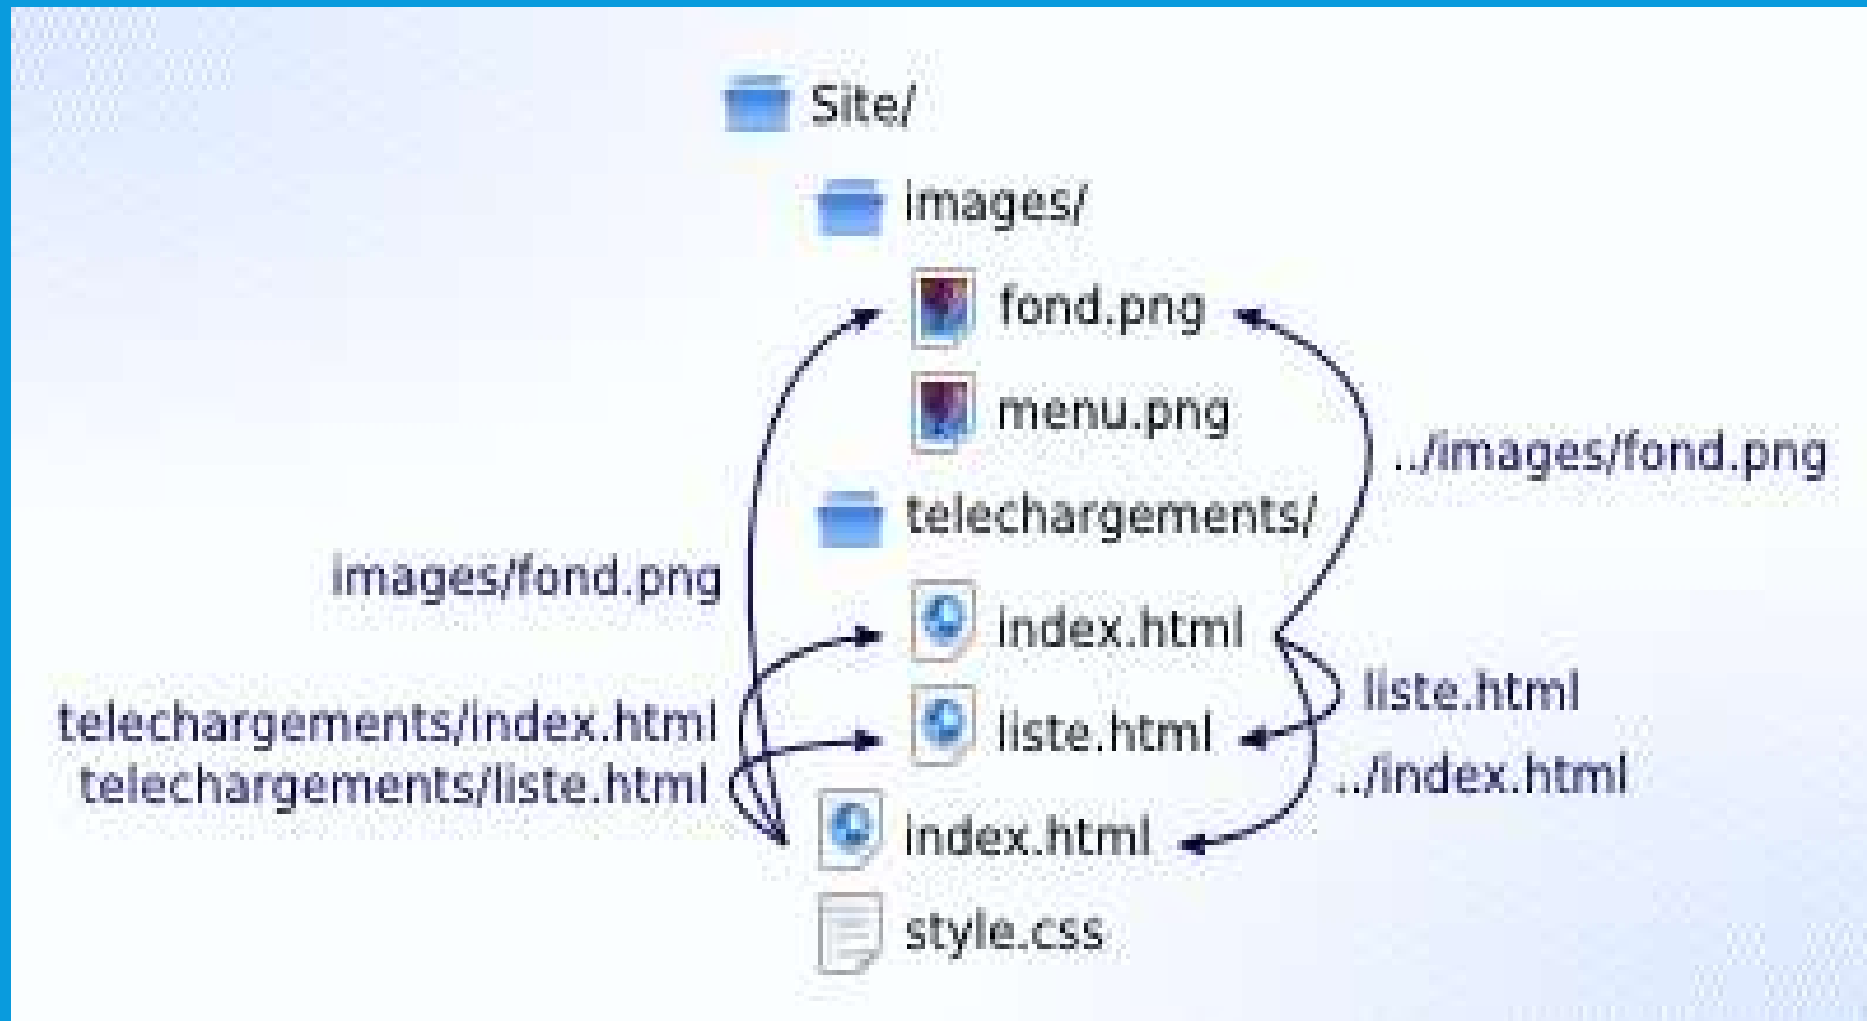 Site/
images/
fond.png
menu.png
../images/fond.png
telechargements/
images/fond.png
index.html
liste.html
telechargements/index.html
liste.html
../index.html
telechargements/liste.html
index.html
style.css